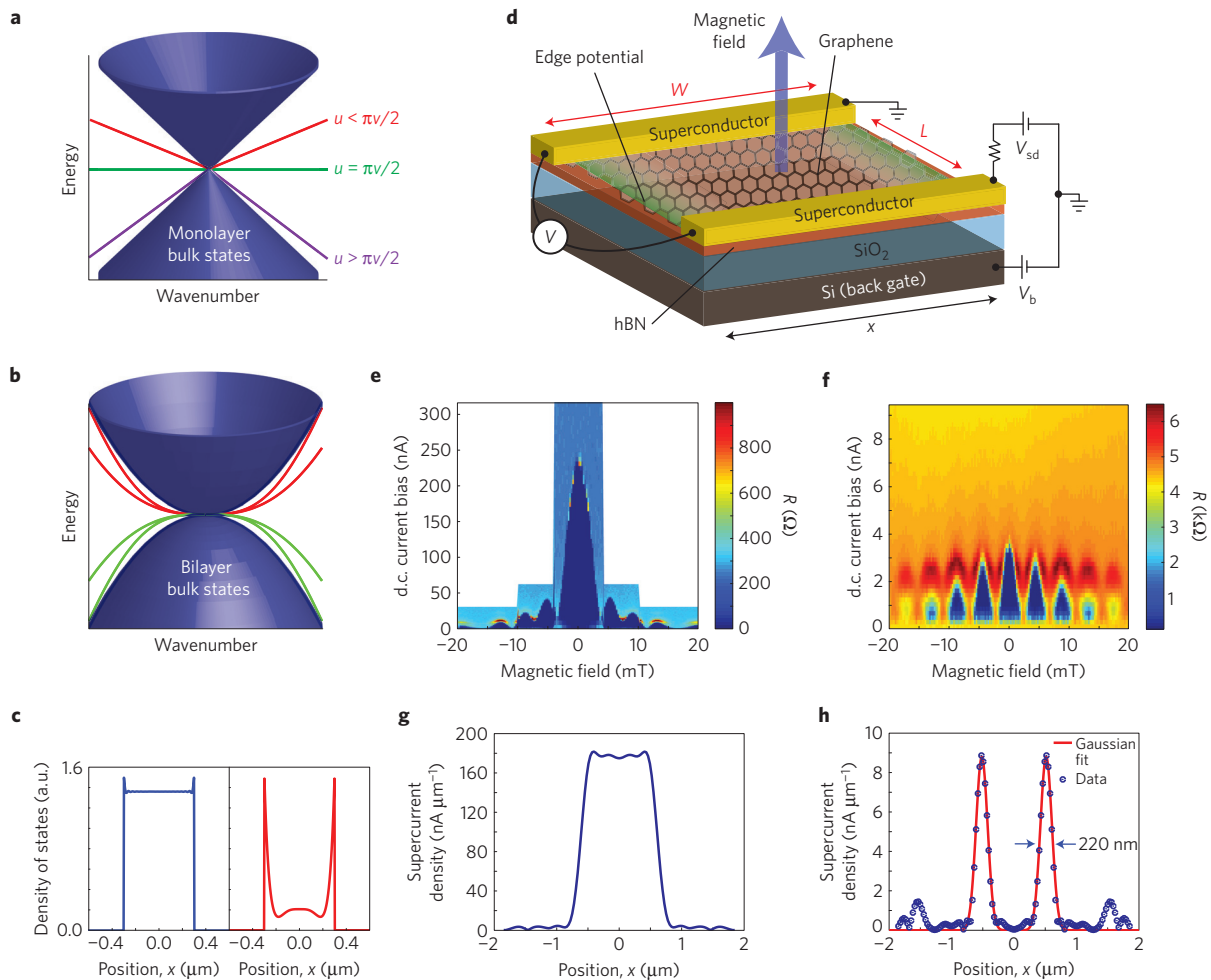 a
Energy
u < πv/2
u = πv/2
u > πv/2
Monolayer
bulk states
Wavenumber
b
Energy
Bilayer
bulk states
Wavenumber
c
Density of states (a.u.)
1.6
0.0
−0.4 0.0 0.4 −0.4 0.0 0.4
Position, x (μm) Position, x (μm)
d
Magnetic
field
Graphene
Edge potential
W
Superconductor
L
Vsd
V
Superconductor
SiO2
Si (back gate)
hBN
Vb
x
e
d.c. current bias (nA)
300
250
200
150
100
50
0
−20 −10 0 10 20
Magnetic field (mT)
800
600
400
200
0
R (Ω)
f
d.c. current bias (nA)
8
6
4
2
0
−20 −10 0 10 20
Magnetic field (mT)
6
5
4
3
2
1
R (kΩ)
g
Supercurrent
density (nA μm−1)
200
160
120
80
40
0
−2 −1 0 1 2
Position, x (μm)
h
Supercurrent
density (nA μm−1)
10
8
6
4
2
0
−2 −1 0 1 2
Position, x (μm)
Gaussian
fit
Data
220 nm